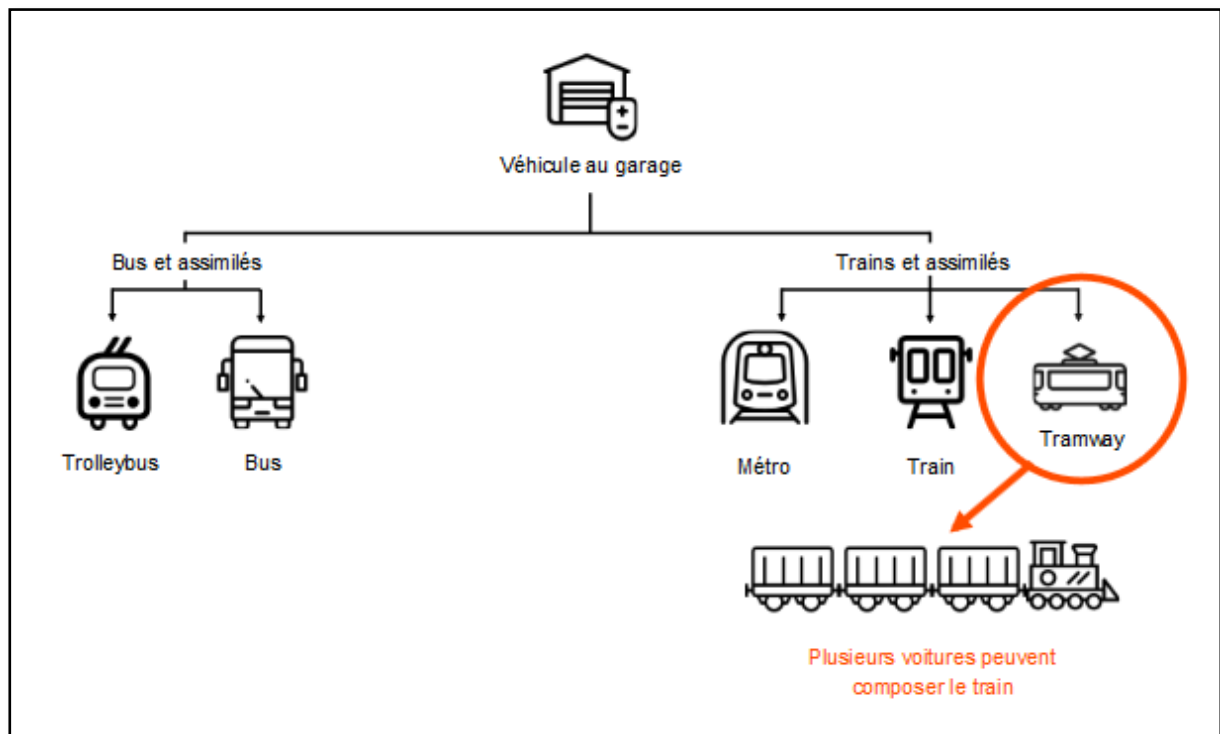 Véhicule au garage
Bus et assimilés
Trains et assimilés
Trolleybus
Bus
Métro
Train
Tramway
Plusieurs voitures peuvent
composer le train